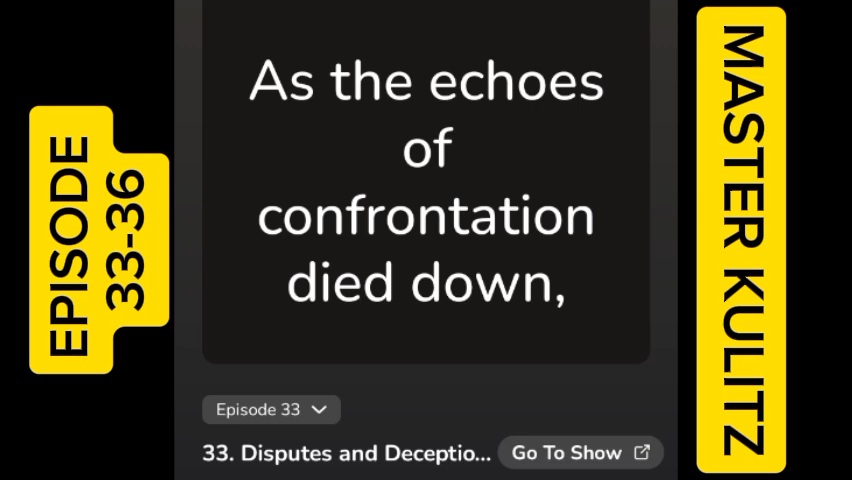 EPISODE
33-36
As the echoes
of
confrontation
died down,
Episode 33
33. Disputes and Deceptio...
Go To Show
MASTER KULITZ